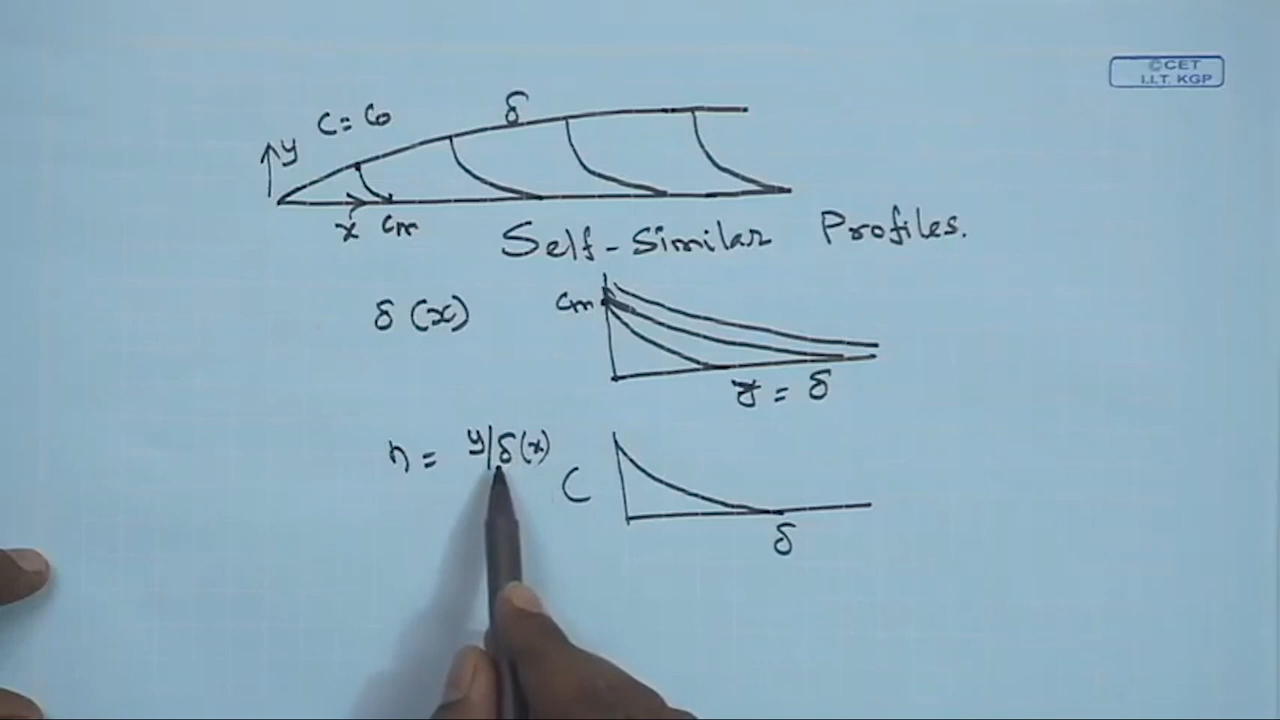 ©CET
I.I.T. KGP
δ
C = C₀
y
x Cm
Self-Similar Profiles.
δ (x) Cm
y = δ
η = y/δ(x)
C
δ